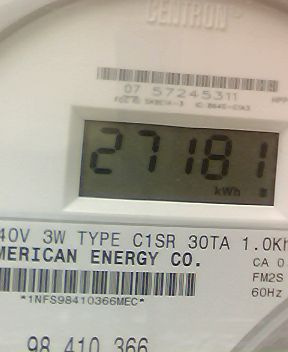 CENTRON
07 57245311
27181
kWh
40V 3W TYPE C1SR 30TA 1.0Kh
MERICAN ENERGY CO.
CA 0
FM2S
*1NFS98410366MEC*
60Hz
98 410 366